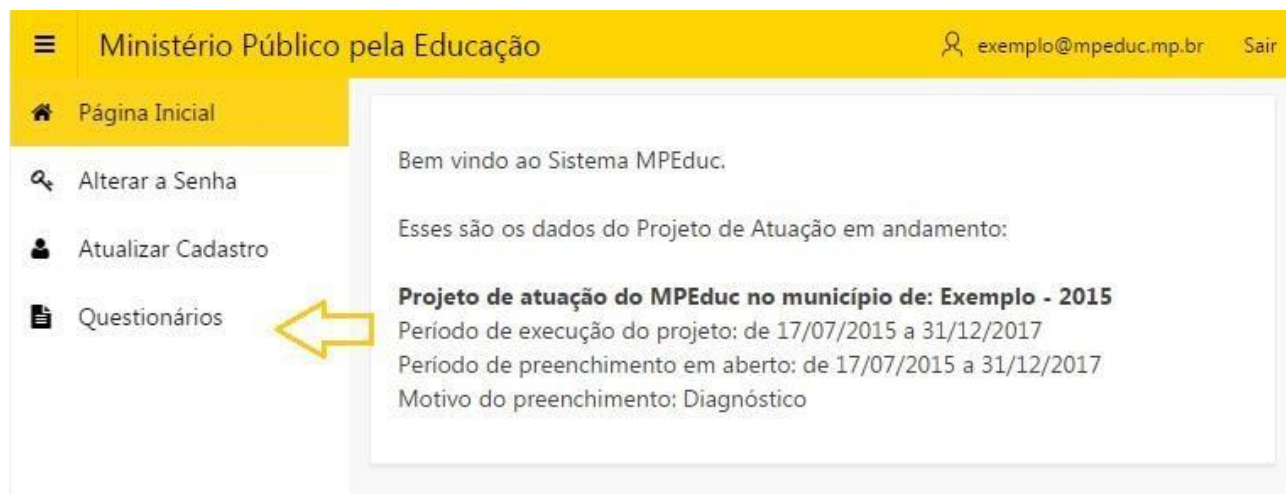 Ministério Público pela Educação
exemplo@mpeduc.mp.br
Sair
Página Inicial
Alterar a Senha
Atualizar Cadastro
Questionários
Bem vindo ao Sistema MPEduc.
Esses são os dados do Projeto de Atuação em andamento:
Projeto de atuação do MPEduc no município de: Exemplo - 2015
Período de execução do projeto: de 17/07/2015 a 31/12/2017
Período de preenchimento em aberto: de 17/07/2015 a 31/12/2017
Motivo do preenchimento: Diagnóstico